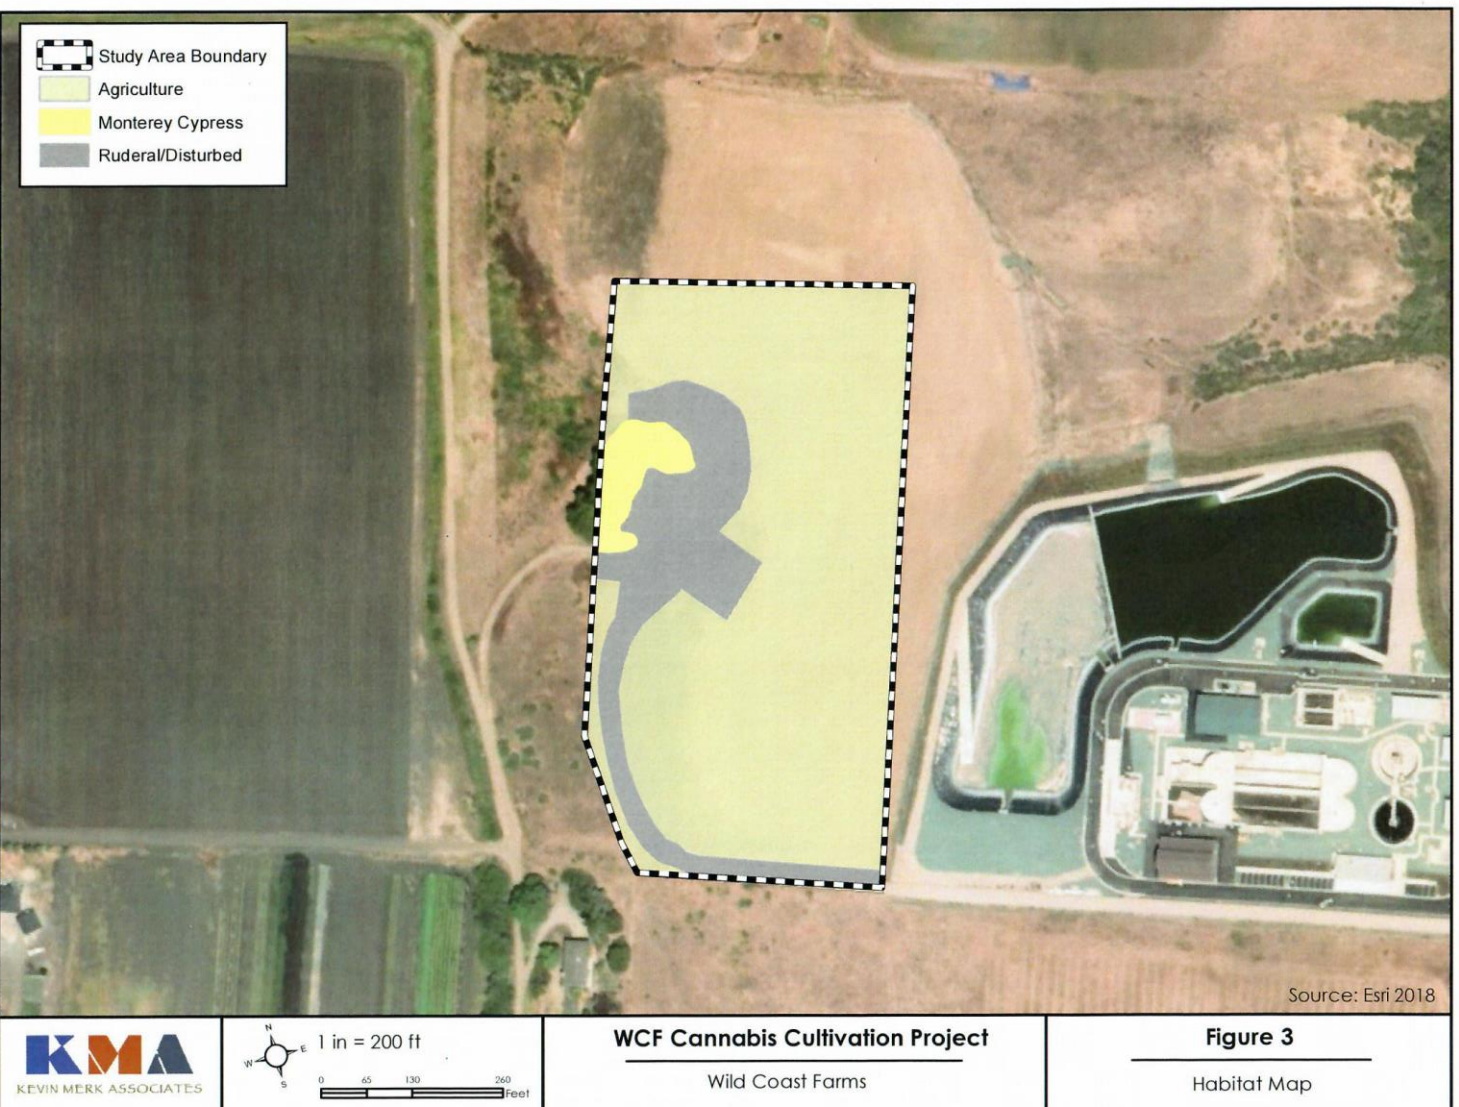 Study Area Boundary
Agriculture
Monterey Cypress
Ruderal/Disturbed
Source: Esri 2018
KMA
KEVIN MERK ASSOCIATES
N
W E
S
1 in = 200 ft
0 65 130 260
Feet
WCF Cannabis Cultivation Project
Wild Coast Farms
Figure 3
Habitat Map